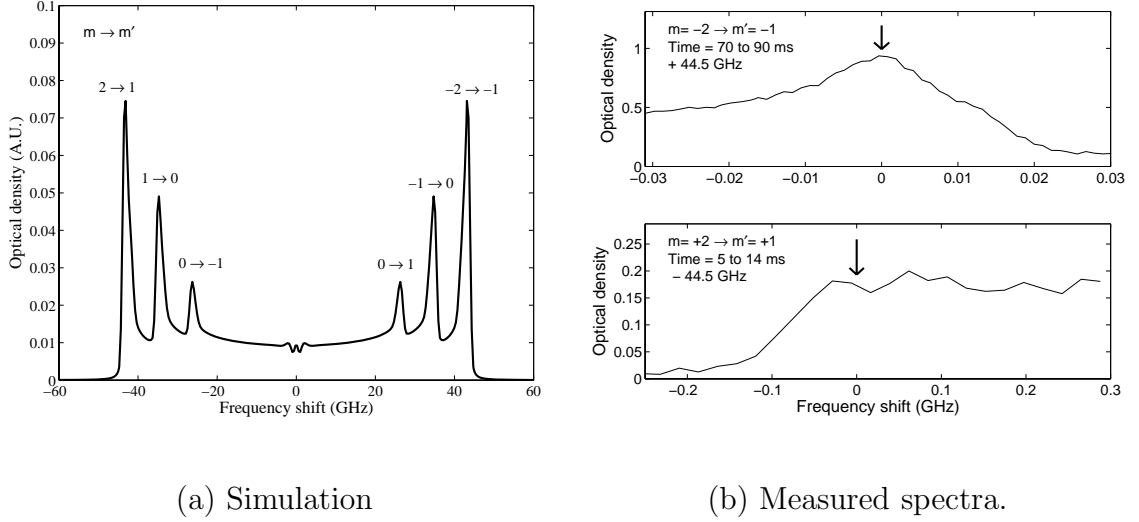 m → m′
2 → 1
−2 → −1
1 → 0
−1 → 0
0 → −1
0 → 1
0.1
0.09
0.08
0.07
0.06
0.05
0.04
0.03
0.02
0.01
0
Optical density (A.U.)
−60
−40
−20
0
20
40
60
Frequency shift (GHz)
(a) Simulation
m= −2 → m′= −1
Time = 70 to 90 ms
+ 44.5 GHz
1
0.5
0
Optical density
−0.03
−0.02
−0.01
0
0.01
0.02
0.03
m= +2 → m′= +1
Time = 5 to 14 ms
− 44.5 GHz
0.25
0.2
0.15
0.1
0.05
0
Optical density
−0.2
−0.1
0
0.1
0.2
0.3
Frequency shift (GHz)
(b) Measured spectra.